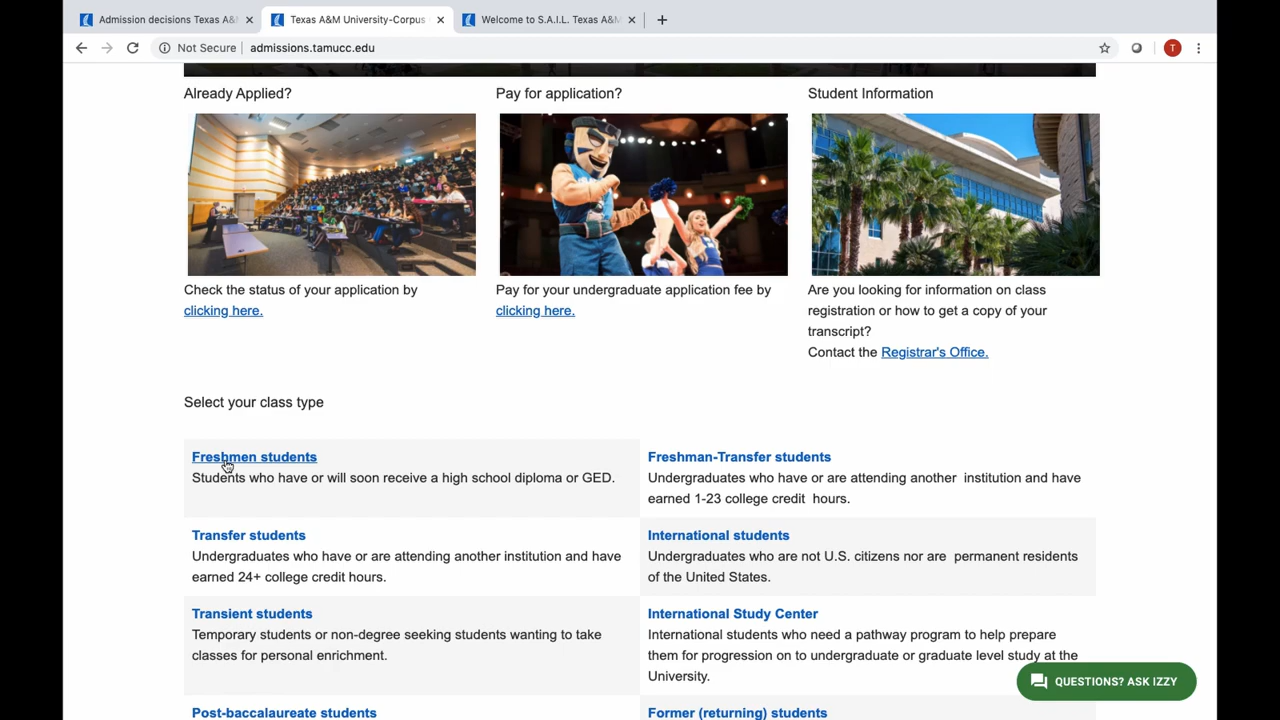 Admission decisions Texas A&
Texas A&M University-Corpus
Welcome to S.A.I.L. Texas A&M
Not Secure
admissions.tamucc.edu
T
Already Applied?
Pay for application?
Student Information
Check the status of your application by
clicking here.
Pay for your undergraduate application fee by
clicking here.
Are you looking for information on class
registration or how to get a copy of your
transcript?
Contact the Registrar's Office.
Select your class type
Freshmen students
Students who have or will soon receive a high school diploma or GED.
Freshman-Transfer students
Undergraduates who have or are attending another institution and have
earned 1-23 college credit hours.
Transfer students
Undergraduates who have or are attending another institution and have
earned 24+ college credit hours.
International students
Undergraduates who are not U.S. citizens nor are permanent residents
of the United States.
Transient students
Temporary students or non-degree seeking students wanting to take
classes for personal enrichment.
International Study Center
International students who need a pathway program to help prepare
them for progression on to undergraduate or graduate level study at the
University.
QUESTIONS? ASK IZZY
Post-baccalaureate students
Former (returning) students